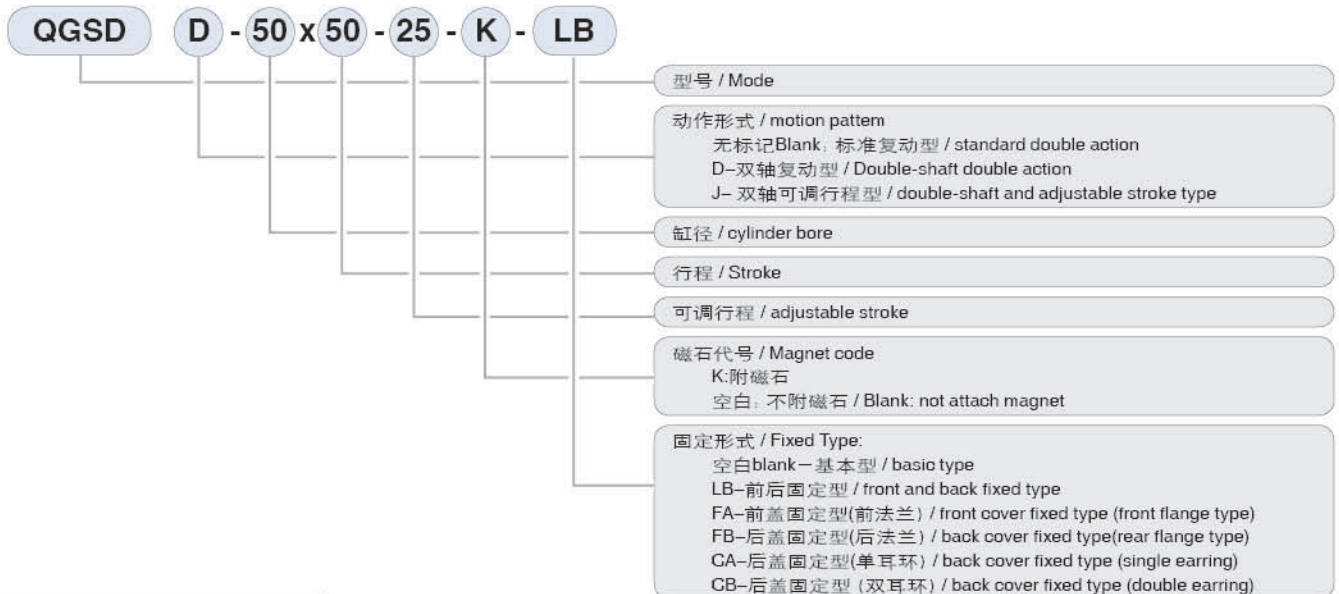 QGSD D - 50 x 50 - 25 - K - LB
型号 / Mode
动作形式 / motion pattem
无标记Blank: 标准复动型 / standard double action
D–双轴复动型 / Double-shaft double action
J– 双轴可调行程型 / double-shaft and adjustable stroke type
缸径 / cylinder bore
行程 / Stroke
可调行程 / adjustable stroke
磁石代号 / Magnet code
K:附磁石
空白: 不附磁石 / Blank: not attach magnet
固定形式 / Fixed Type:
空白blank－基本型 / basic type
LB–前后固定型 / front and back fixed type
FA–前盖固定型(前法兰) / front cover fixed type (front flange type)
FB–后盖固定型(后法兰) / back cover fixed type(rear flange type)
CA–后盖固定型(单耳环) / back cover fixed type (single earring)
CB–后盖固定型 (双耳环) / back cover fixed type (double earring)